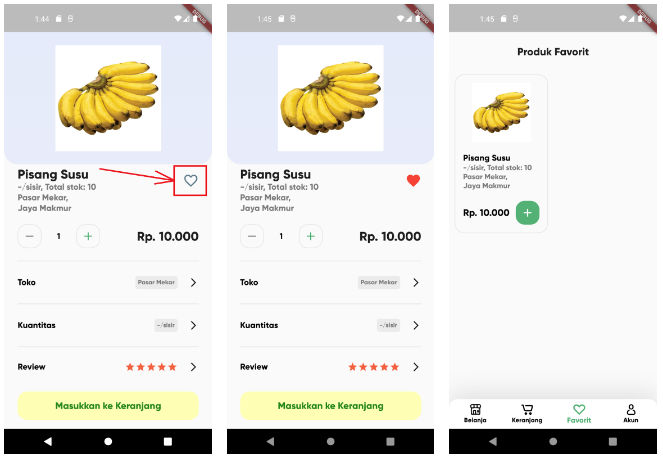 1:44
Pisang Susu
-/sisir, Total stok: 10
Pasar Mekar,
Jaya Makmur
1
Rp. 10.000
Toko
Pasar Mekar
Kuantitas
-/sisir
Review
Masukkan ke Keranjang
1:45
Pisang Susu
-/sisir, Total stok: 10
Pasar Mekar,
Jaya Makmur
1
Rp. 10.000
Toko
Pasar Mekar
Kuantitas
-/sisir
Review
Masukkan ke Keranjang
1:45
Produk Favorit
Pisang Susu
-/sisir, Total stok: 10
Pasar Mekar,
Jaya Makmur
Rp. 10.000
Belanja
Keranjang
Favorit
Akun